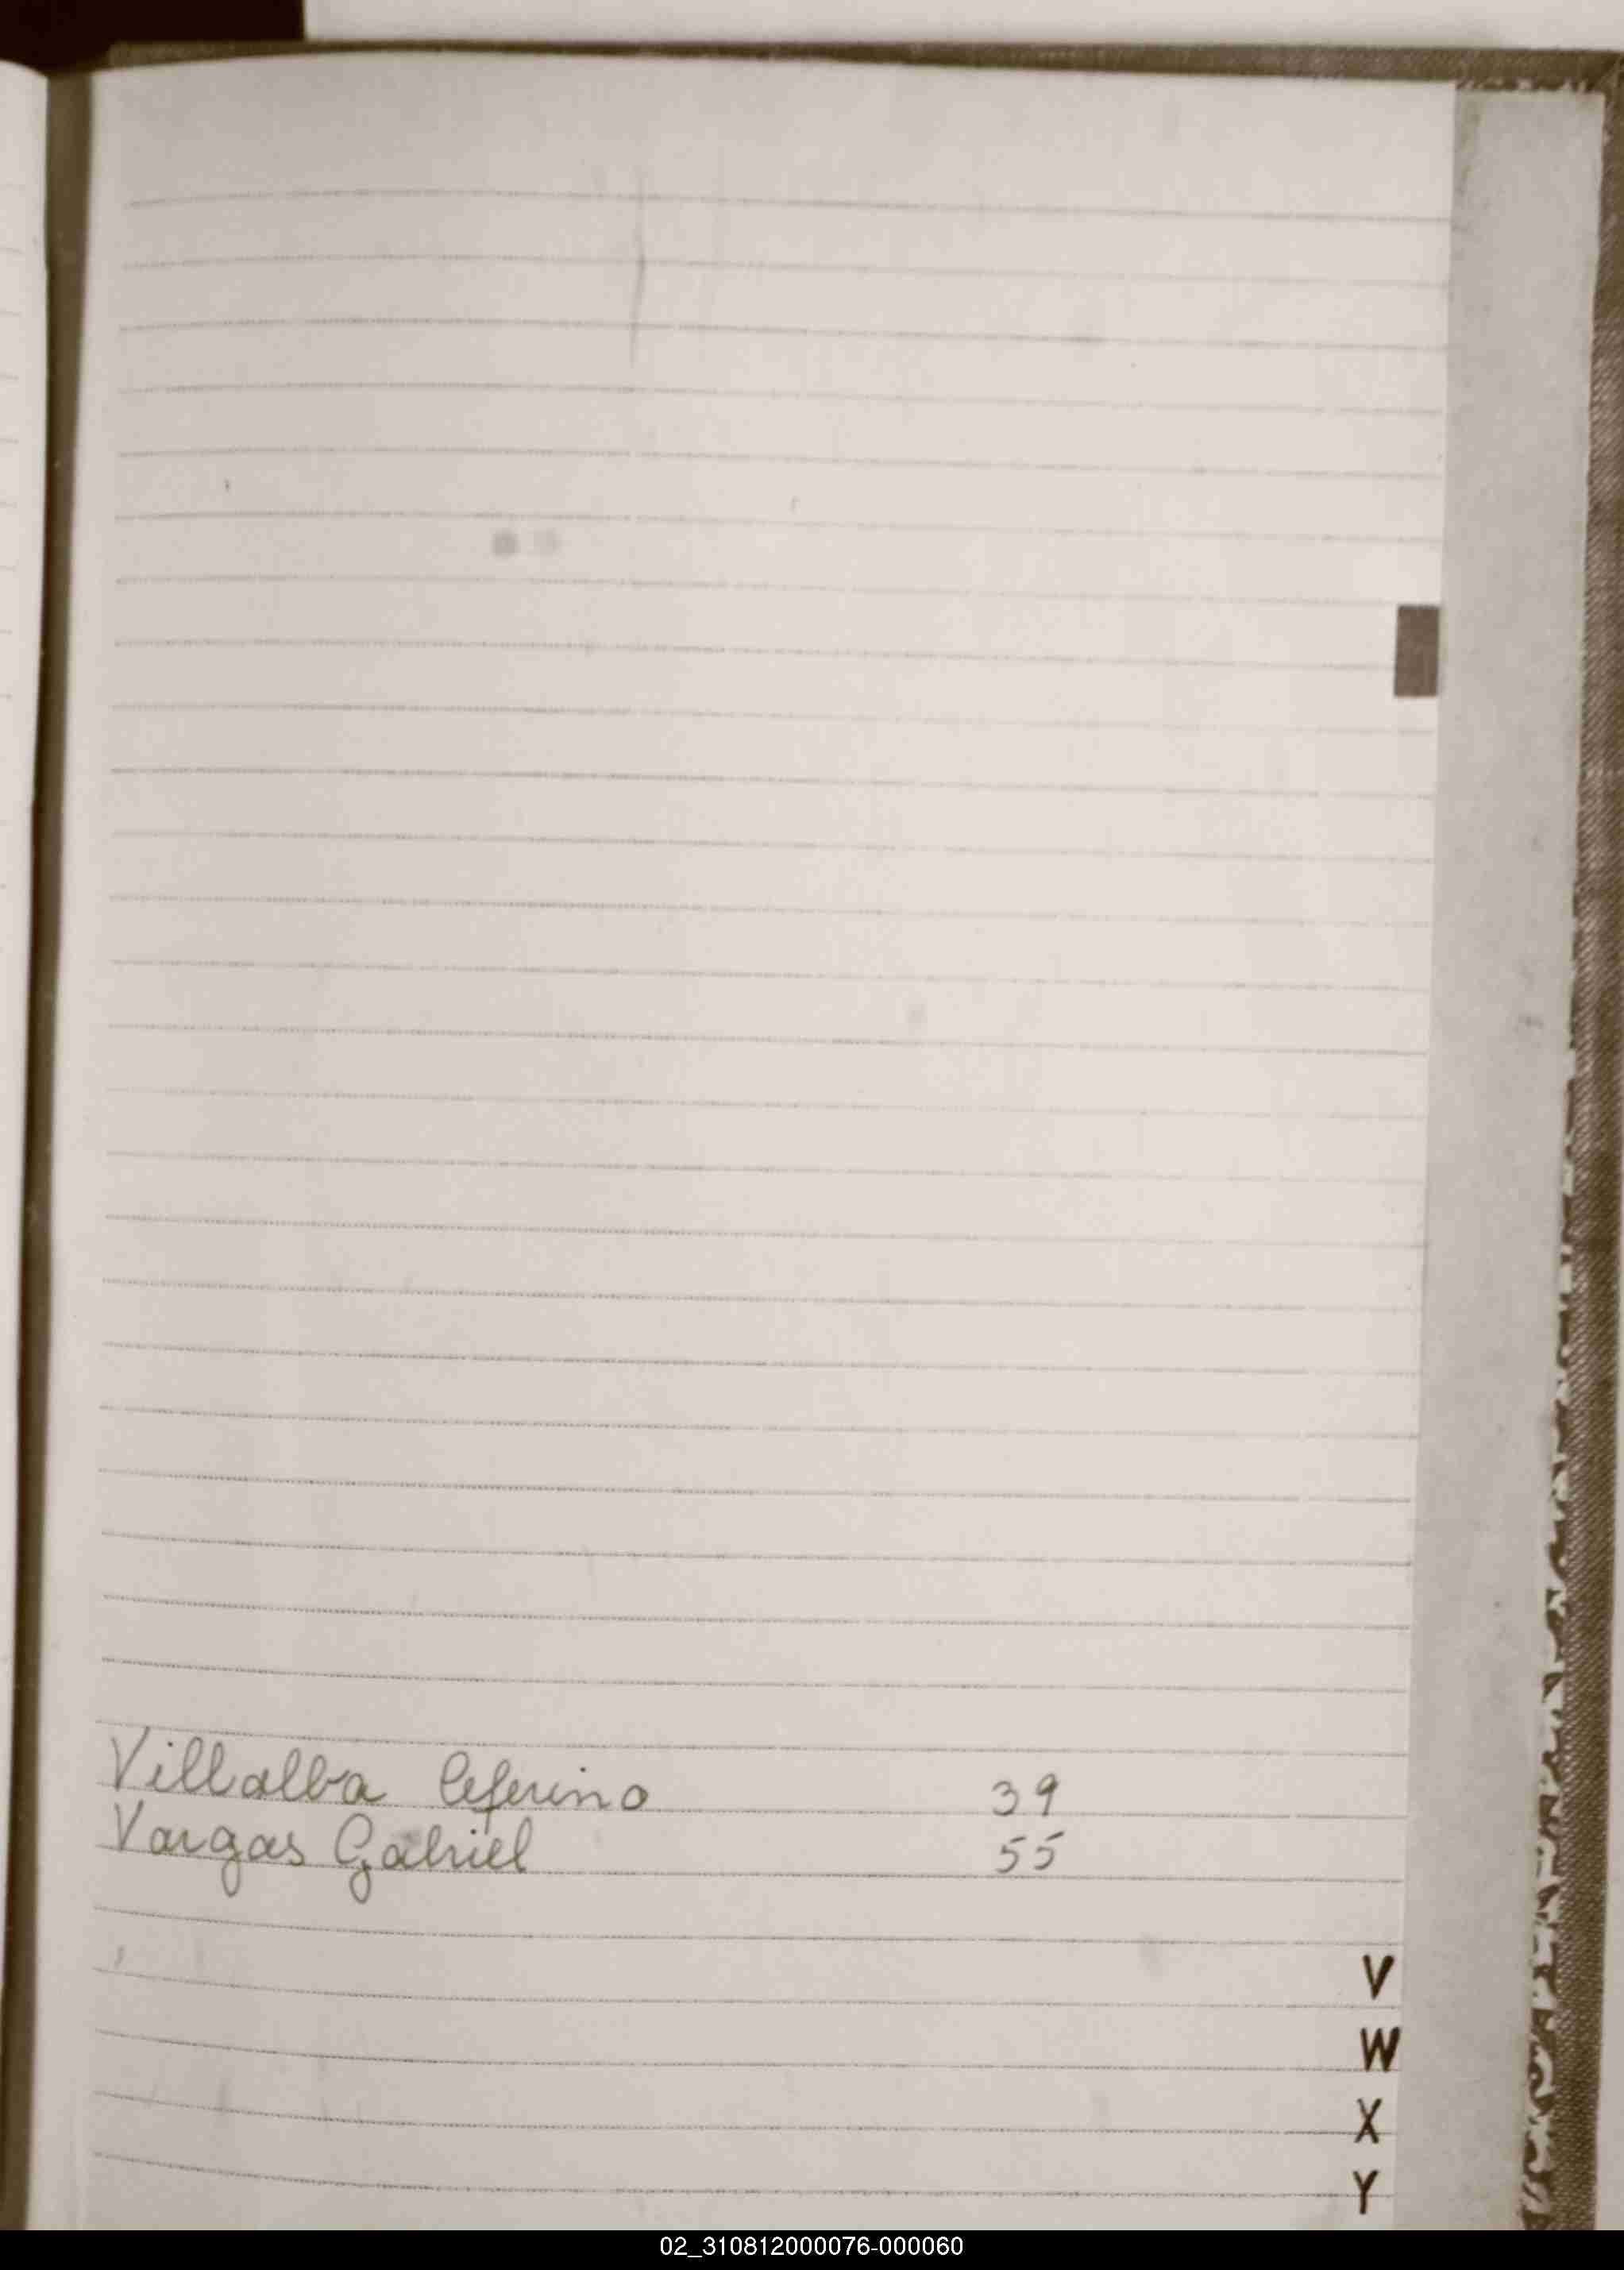 Villalba Ceferino 39
Vargas Gabriel 55
V
W
X
Y
02_310812000076-000060